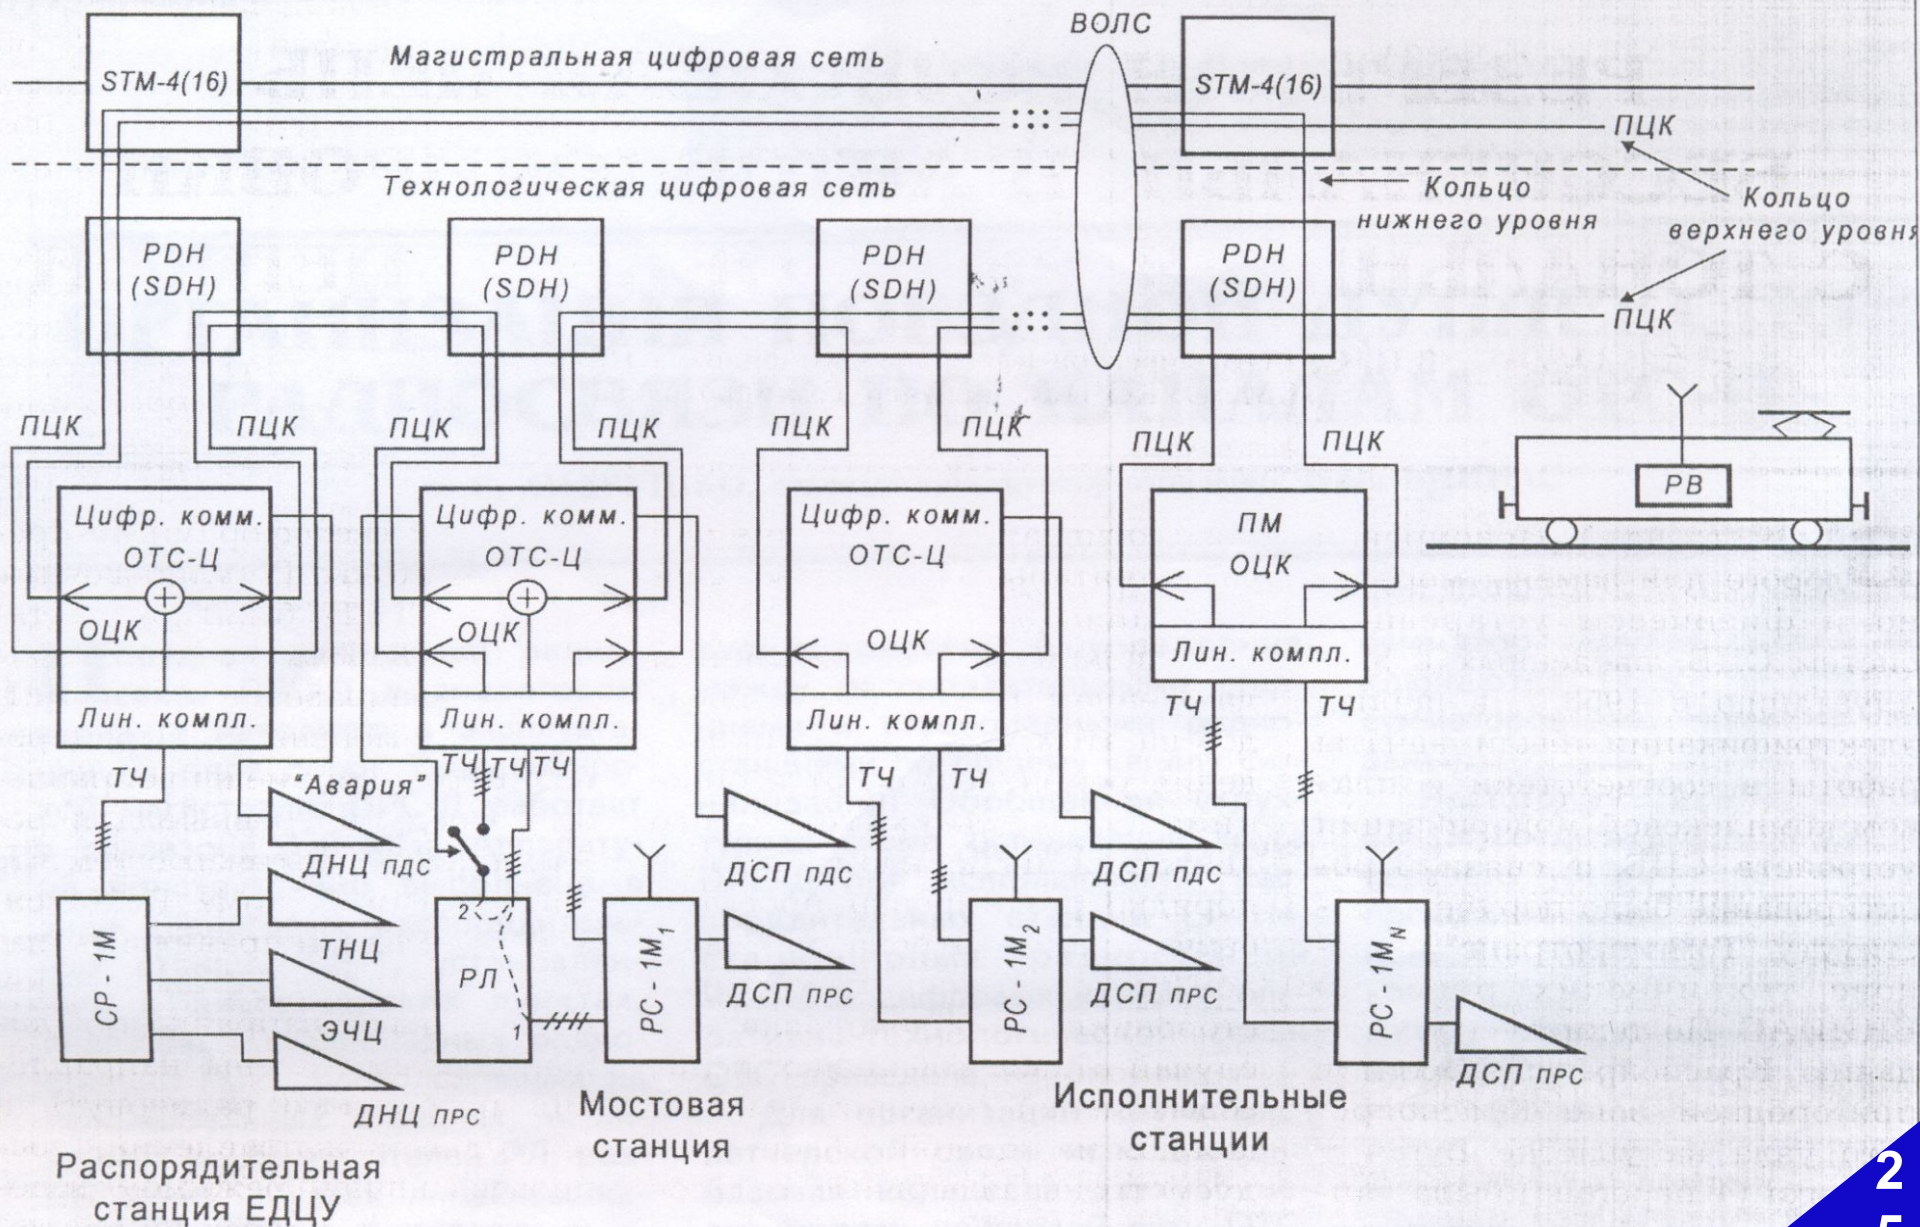 ВОЛС
Магистральная цифровая сеть
STM-4(16)
STM-4(16)
ПЦК
Технологическая цифровая сеть
Кольцо
нижнего уровня
Кольцо
верхнего уровня
PDH
(SDH)
PDH
(SDH)
PDH
(SDH)
PDH
(SDH)
ПЦК
ПЦК
ПЦК
ПЦК
ПЦК
ПЦК
ПЦК
ПЦК
ПЦК
РВ
Цифр. комм.
ОТС-Ц
ОЦК
Лин. компл.
Цифр. комм.
ОТС-Ц
ОЦК
Лин. компл.
Цифр. комм.
ОТС-Ц
ОЦК
Лин. компл.
ПМ
ОЦК
Лин. компл.
ТЧ
ТЧ
ТЧ
"Авария"
ТЧ
ТЧ
ТЧ
ТЧ
ТЧ
ДНЦ ПДС
ТНЦ
ЭЧЦ
ДНЦ ПРС
СР - 1М
2
РЛ
1
РС - 1М1
ДСП ПДС
ДСП ПРС
РС - 1М2
ДСП ПДС
ДСП ПРС
РС - 1МN
ДСП ПРС
Распорядительная
станция ЕДЦУ
Мостовая
станция
Исполнительные
станции
2